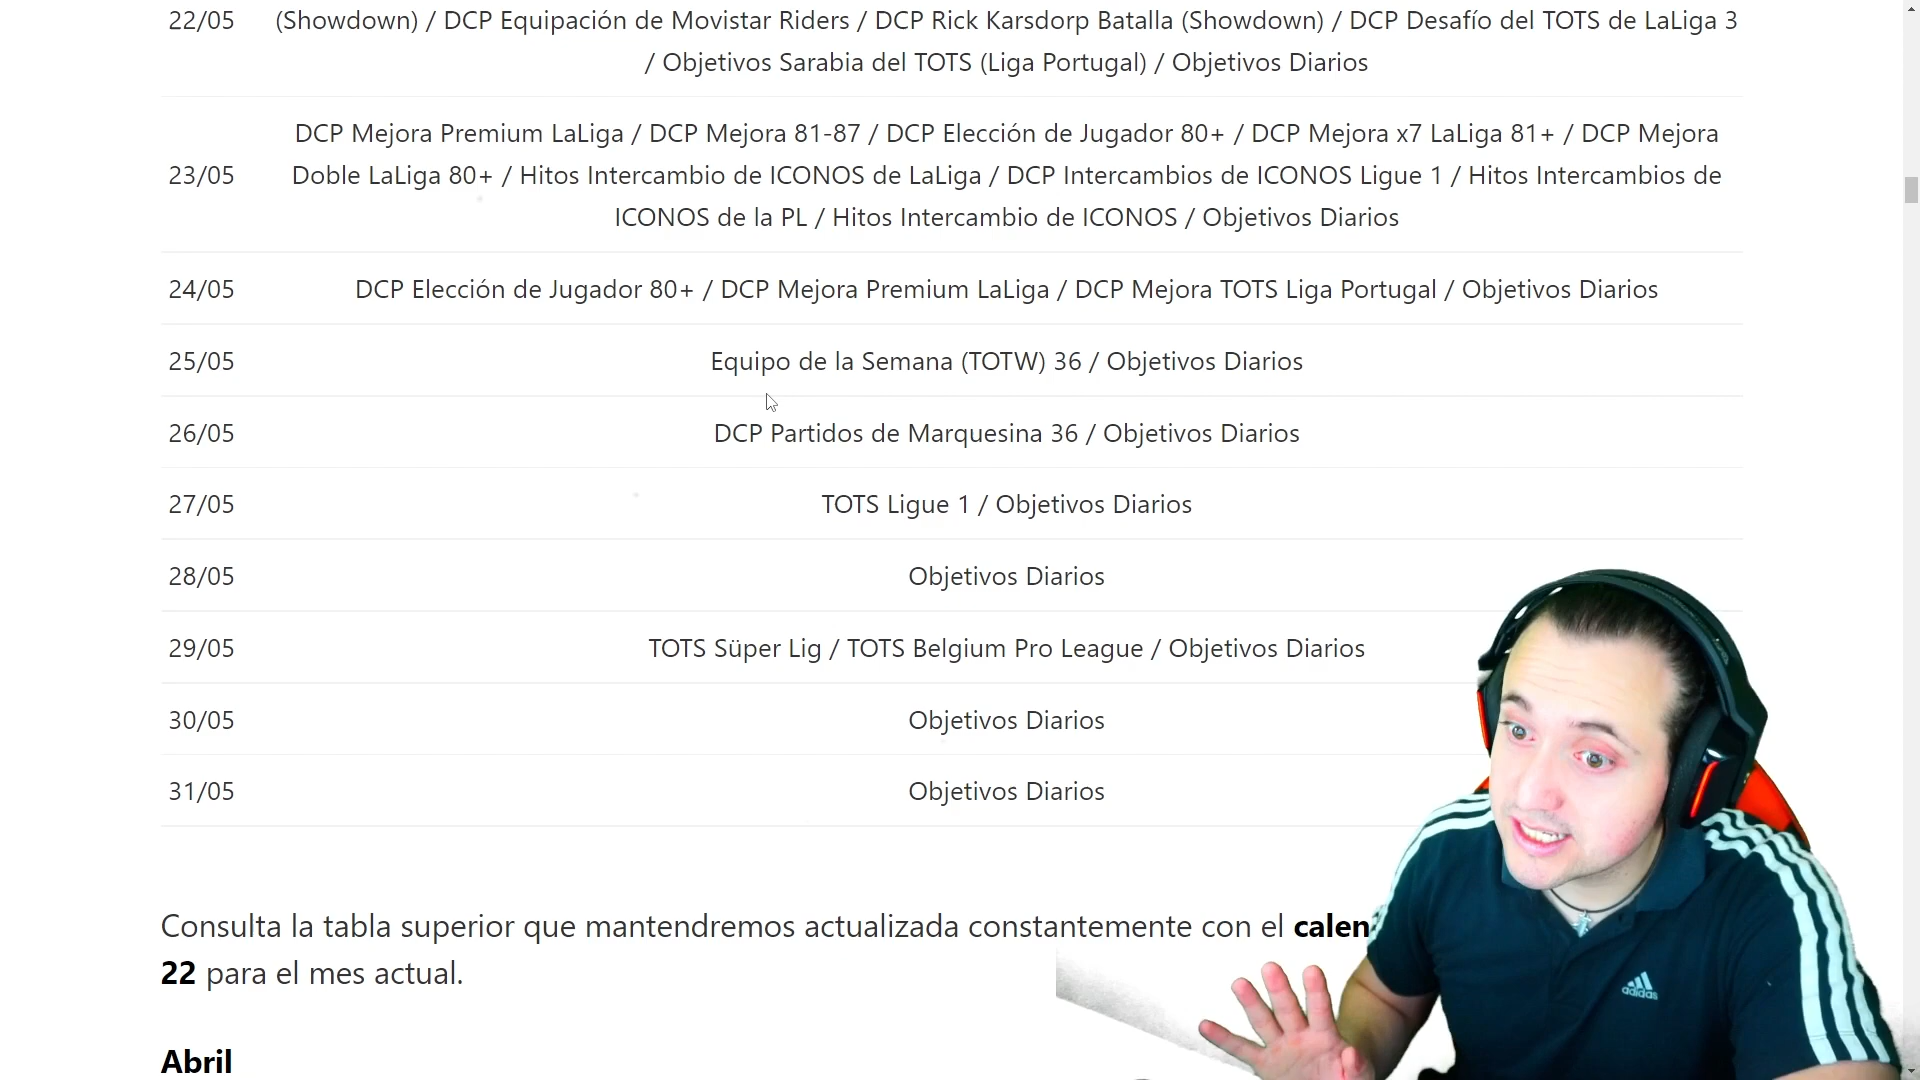 22/05 (Showdown) / DCP Equipación de Movistar Riders / DCP Rick Karsdorp Batalla (Showdown) / DCP Desafío del TOTS de LaLiga 3
/ Objetivos Sarabia del TOTS (Liga Portugal) / Objetivos Diarios
DCP Mejora Premium LaLiga / DCP Mejora 81-87 / DCP Elección de Jugador 80+ / DCP Mejora x7 LaLiga 81+ / DCP Mejora
23/05 Doble LaLiga 80+ / Hitos Intercambio de ICONOS de LaLiga / DCP Intercambios de ICONOS Ligue 1 / Hitos Intercambios de
ICONOS de la PL / Hitos Intercambio de ICONOS / Objetivos Diarios
24/05 DCP Elección de Jugador 80+ / DCP Mejora Premium LaLiga / DCP Mejora TOTS Liga Portugal / Objetivos Diarios
25/05 Equipo de la Semana (TOTW) 36 / Objetivos Diarios
26/05 DCP Partidos de Marquesina 36 / Objetivos Diarios
27/05 TOTS Ligue 1 / Objetivos Diarios
28/05 Objetivos Diarios
29/05 TOTS Süper Lig / TOTS Belgium Pro League / Objetivos Diarios
30/05 Objetivos Diarios
31/05 Objetivos Diarios
Consulta la tabla superior que mantendremos actualizada constantemente con el calen
22 para el mes actual.
Abril
adidas